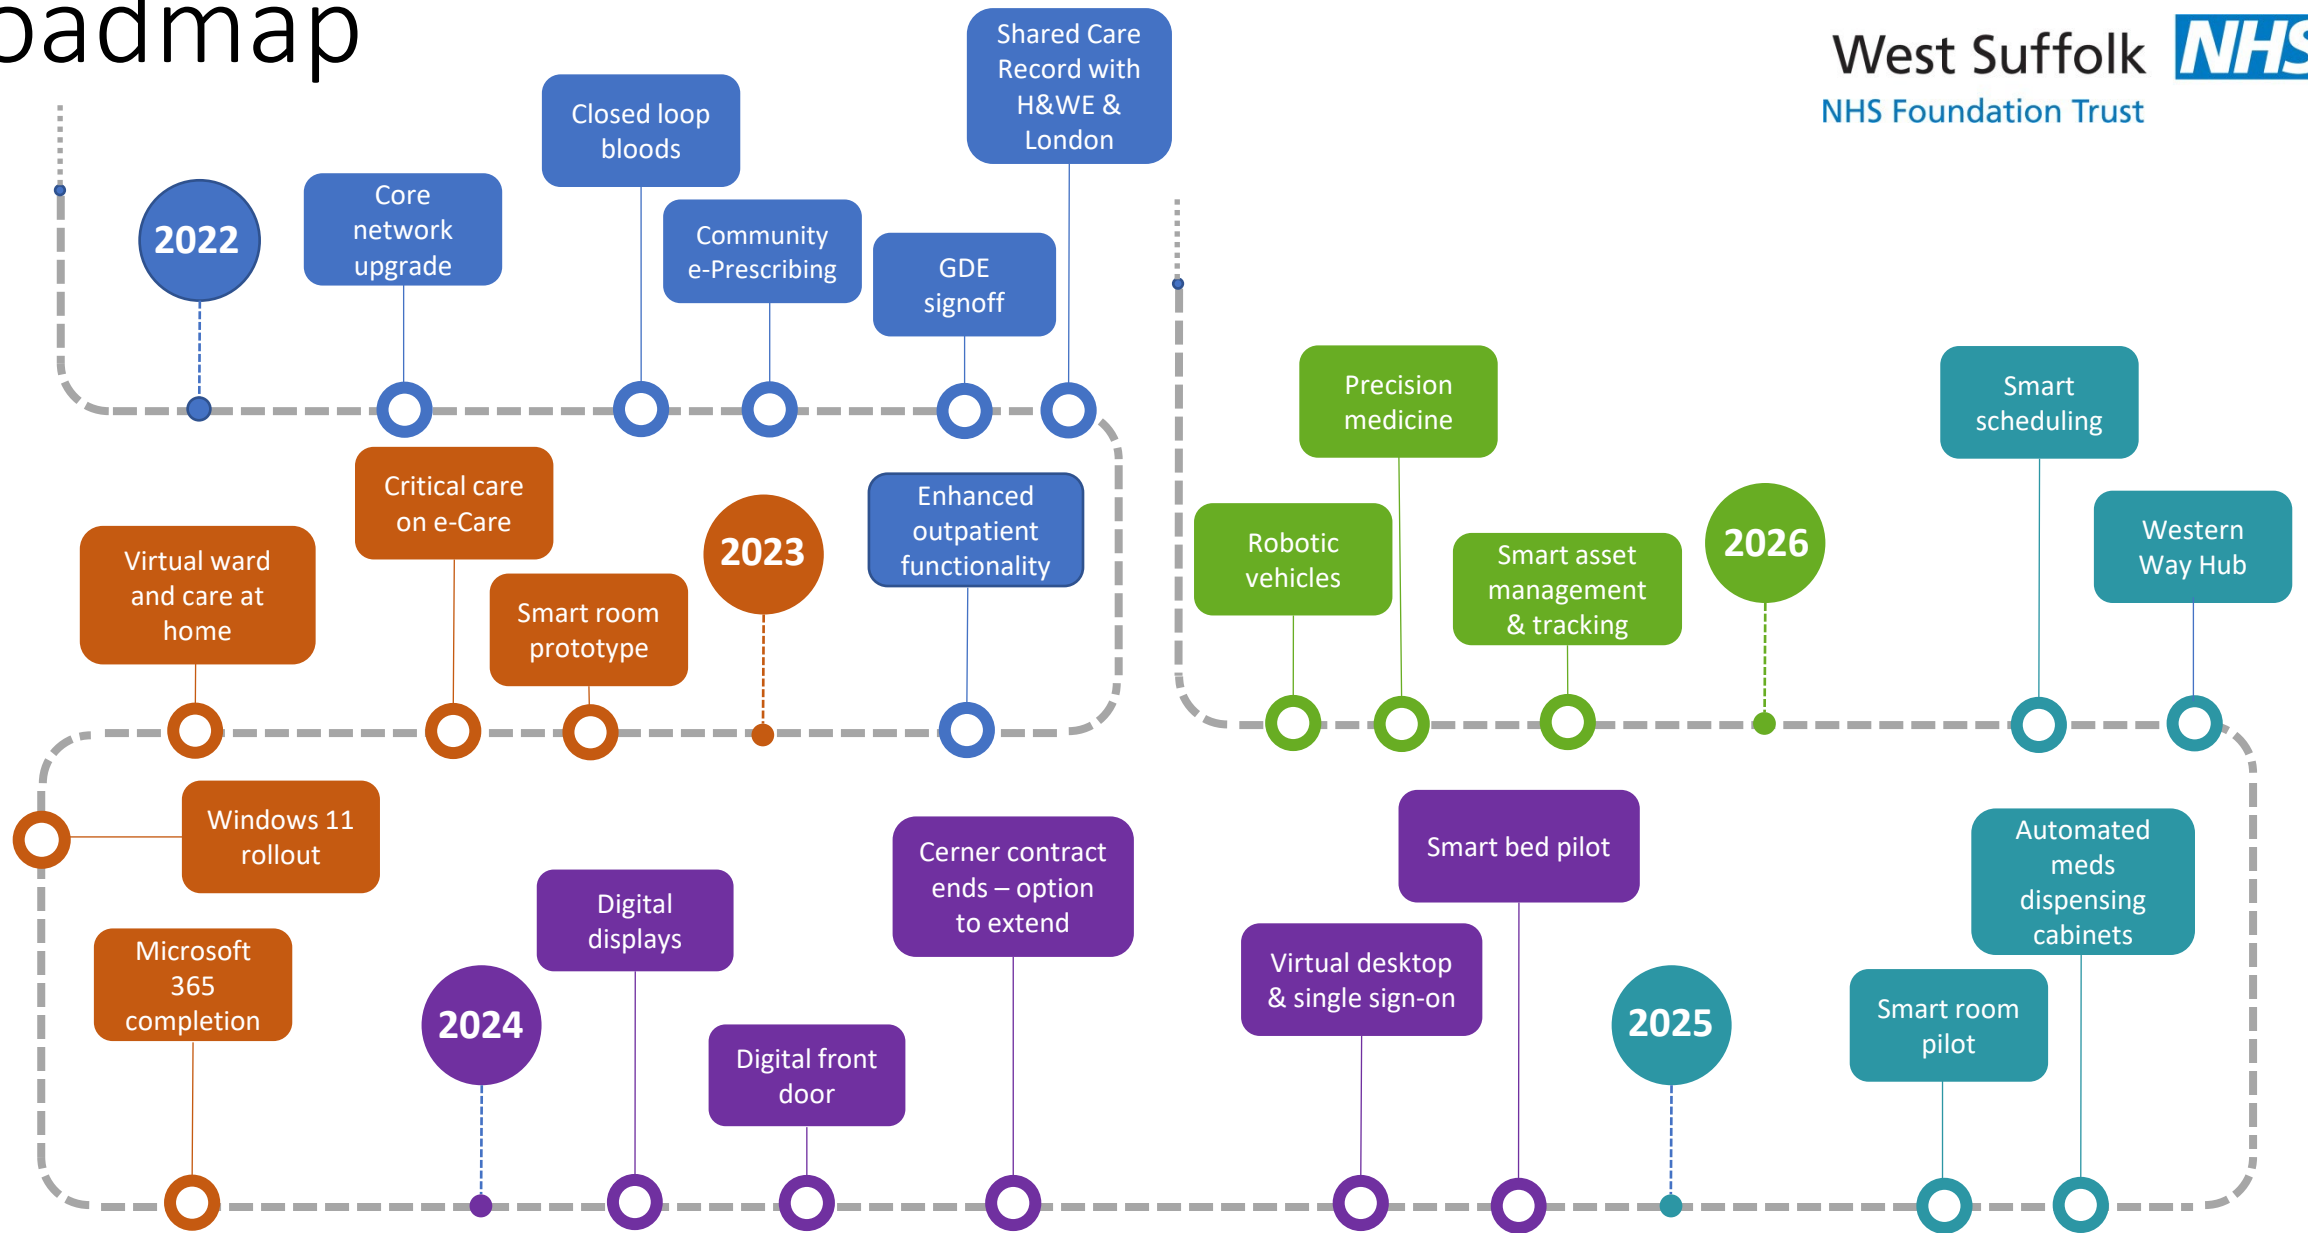 oadmap
West Suffolk NHS
NHS Foundation Trust
2022
Core
network
upgrade
Closed loop
bloods
Community
e-Prescribing
GDE
signoff
Shared Care
Record with
H&WE &
London
Enhanced
outpatient
functionality
2023
Smart room
prototype
Critical care
on e-Care
Virtual ward
and care at
home
Windows 11
rollout
Microsoft
365
completion
2024
Digital
displays
Digital front
door
Cerner contract
ends – option
to extend
Virtual desktop
& single sign-on
Smart bed pilot
2025
Smart room
pilot
Automated
meds
dispensing
cabinets
Western
Way Hub
Smart
scheduling
2026
Smart asset
management
& tracking
Precision
medicine
Robotic
vehicles